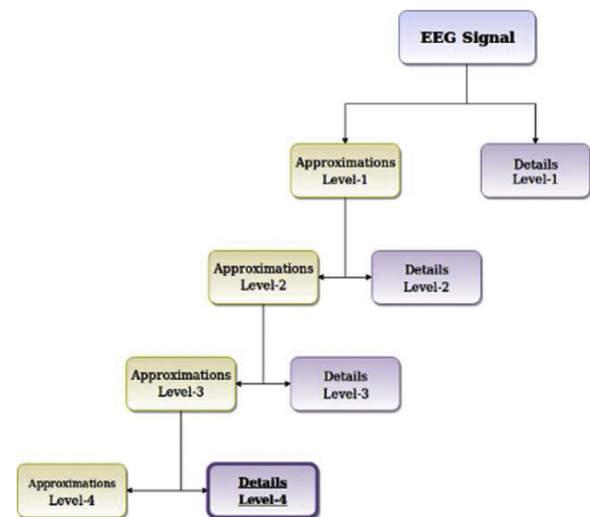 EEG Signal
Approximations
Level-1
Details
Level-1
Approximations
Level-2
Details
Level-2
Approximations
Level-3
Details
Level-3
Approximations
Level-4
Details
Level-4